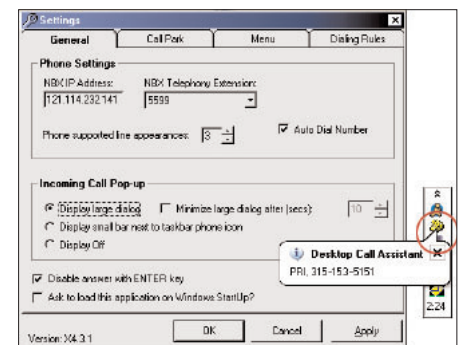 Settings
General Call Park Menu Dialing Rules
Phone Settings
NBX IP Address: NBX Telephony Extension:
121.114.232.141 5599
Phone supported line appearances: 3 Auto Dial Number
Incoming Call Pop-up
Display large dialog Minimize large dialog after (secs): 10
Display small bar next to taskbar phone icon
Display Off
Desktop Call Assistant
PRI, 315-153-5151
Disable answer with ENTER key
Ask to load this application on Windows StartUp?
2:24
Version: X4.3.1 OK Cancel Apply